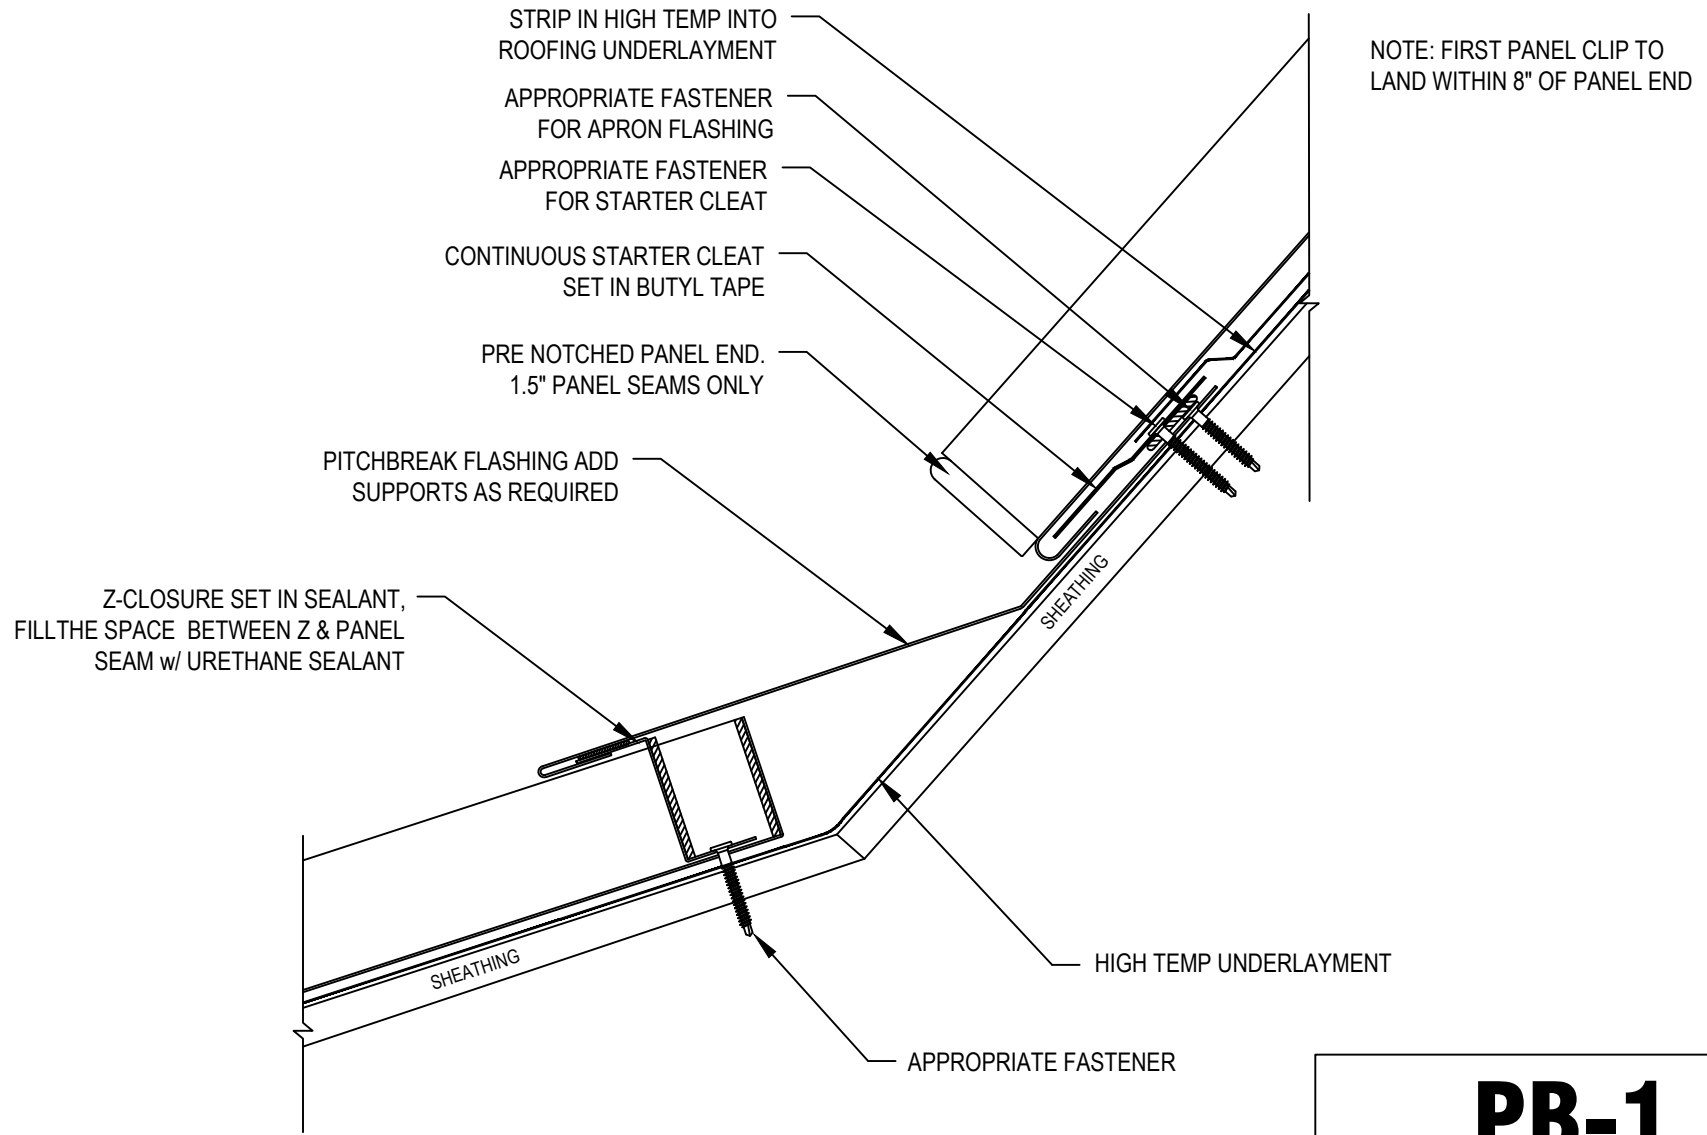 STRIP IN HIGH TEMP INTO
ROOFING UNDERLAYMENT
NOTE: FIRST PANEL CLIP TO
LAND WITHIN 8" OF PANEL END
APPROPRIATE FASTENER
FOR APRON FLASHING
APPROPRIATE FASTENER
FOR STARTER CLEAT
CONTINUOUS STARTER CLEAT
SET IN BUTYL TAPE
PRE NOTCHED PANEL END.
1.5" PANEL SEAMS ONLY
PITCHBREAK FLASHING ADD
SUPPORTS AS REQUIRED
SHEATHING
Z-CLOSURE SET IN SEALANT,
FILLTHE SPACE BETWEEN Z & PANEL
SEAM w/ URETHANE SEALANT
SHEATHING
HIGH TEMP UNDERLAYMENT
APPROPRIATE FASTENER
PB-1